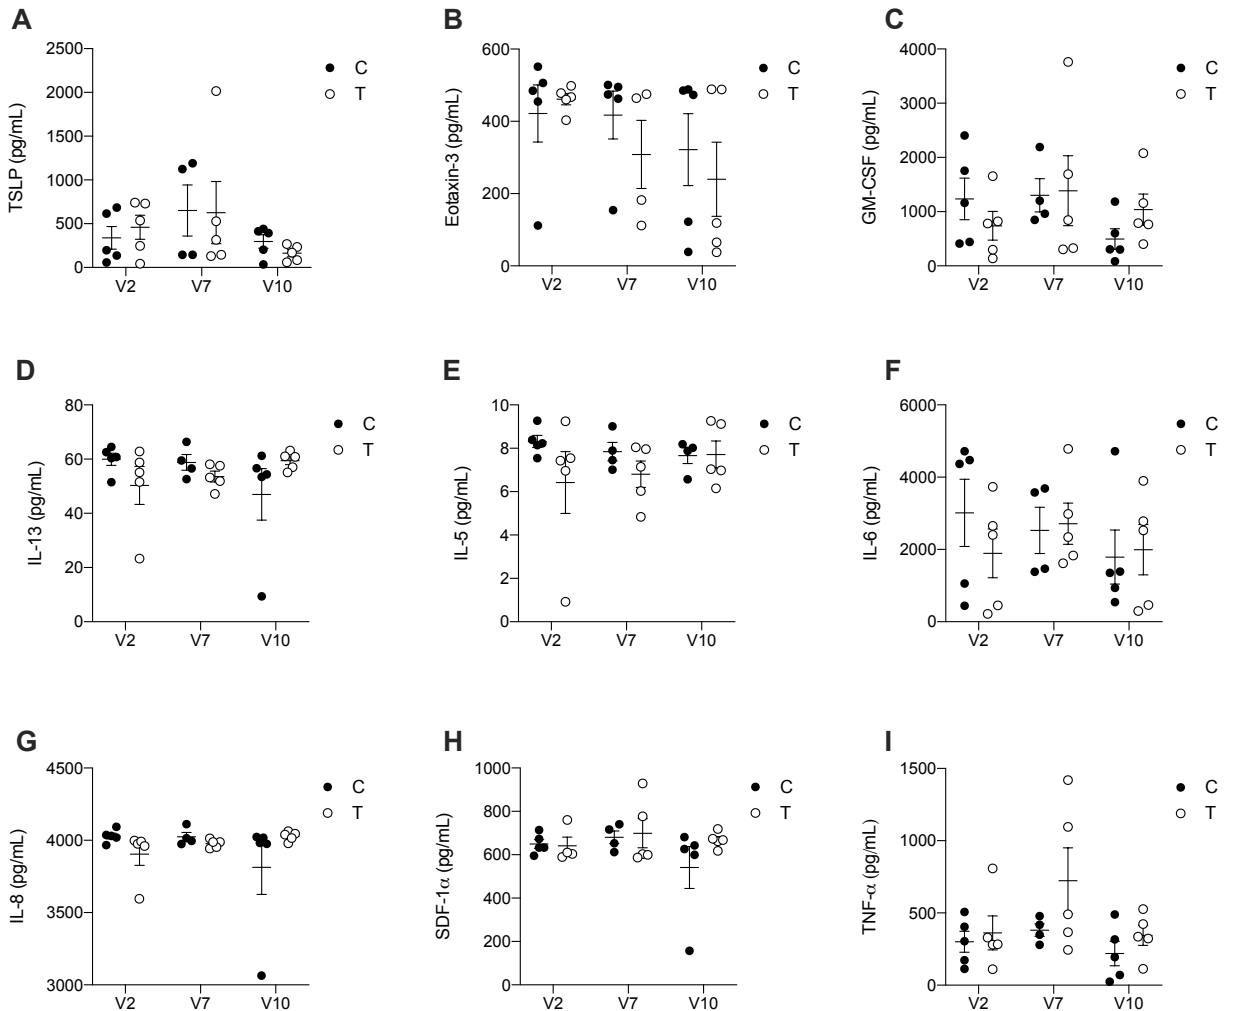 A
TSLP (pg/mL)
2500
2000
1500
1000
500
0
V2 V7 V10
C
T
B
Eotaxin-3 (pg/mL)
600
400
200
0
V2 V7 V10
C
T
C
GM-CSF (pg/mL)
4000
3000
2000
1000
0
V2 V7 V10
C
T
D
IL-13 (pg/mL)
80
60
40
20
0
V2 V7 V10
C
T
E
IL-5 (pg/mL)
10
8
6
4
2
0
V2 V7 V10
C
T
F
IL-6 (pg/mL)
6000
4000
2000
0
V2 V7 V10
C
T
G
IL-8 (pg/mL)
4500
4000
3500
3000
V2 V7 V10
C
T
H
SDF-1α (pg/mL)
1000
800
600
400
200
0
V2 V7 V10
C
T
I
TNF-α (pg/mL)
1500
1000
500
0
V2 V7 V10
C
T